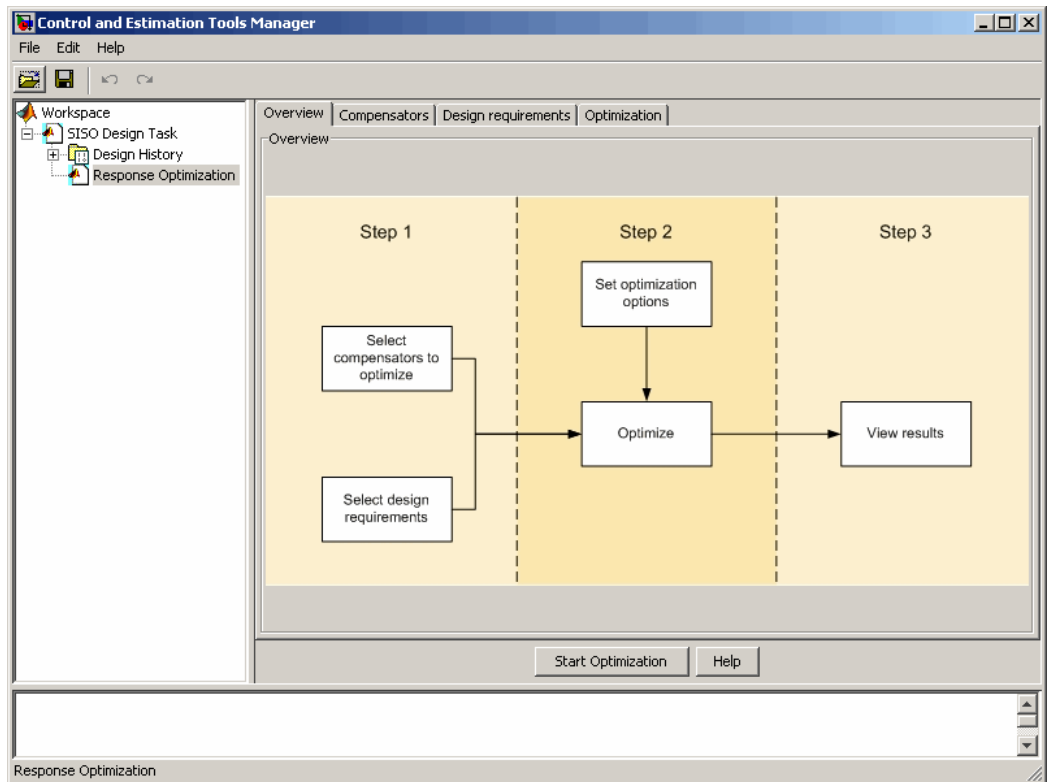 Control and Estimation Tools Manager
File Edit Help
Workspace
SISO Design Task
Design History
Response Optimization
Overview Compensators Design requirements Optimization
Overview
Step 1
Step 2
Step 3
Set optimization
options
Select
compensators to
optimize
Optimize
View results
Select design
requirements
Start Optimization Help
Response Optimization